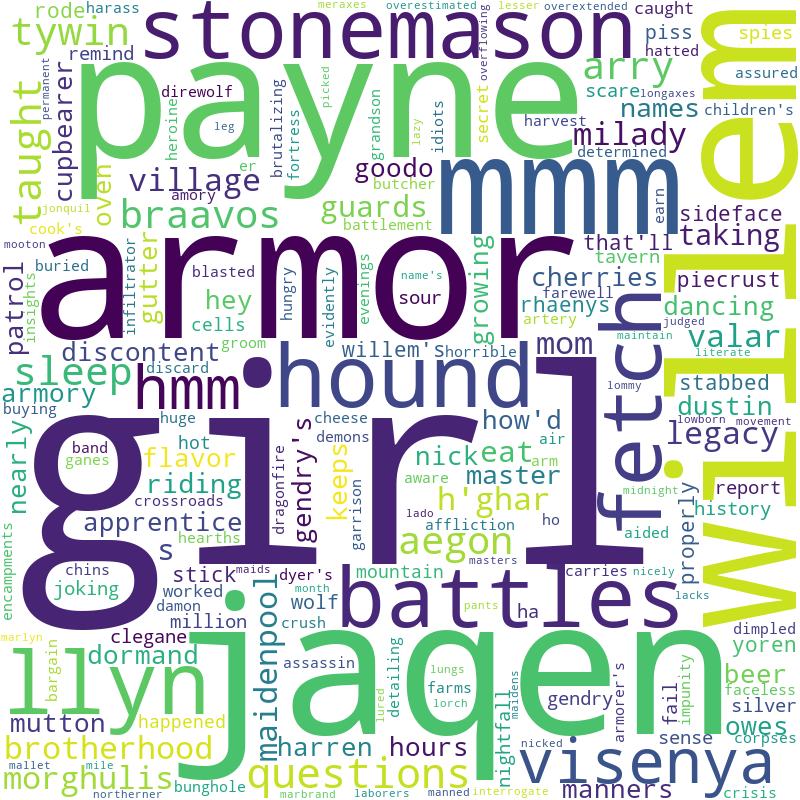 rode harass meraxes overestimated lesser overextended caught spies
tywin stonemason piss hatted
remind payne arry assured
permanent direwolf picked overflowing scare longaxes
taught cupbearer heroine leg brutalizing fortress grandson lazy idiots secret names children's
oven er butcher mmm harvest milady willem
amory village goodo determined
jonquil braavos guards battlement earn sideface
cook's taking
mooton buried infiltrator gutter blasted armor name's growing that'll tavern
patrol insights hey hungry evidently evenings sour cherries piecrust
cells rhaenys farewell dancing
groom artery judged
discontent discard willem's horrible mom fetch maintain valar
sleep hmm hound literate
armory stabbed
buying huge cheese how'd lommy dustin
nearly hot demons air lowborn movement
band flavor gendry's nick eat legacy
ganes riding girl keeps aware arm master midnight report
crossroads dragonfire h'ghar history
encampments apprentice s garrison lado affliction ho properly
hearths aegon aided
chins stick maids dyer's mountain masters carries nicely
joking worked month pants lacks
damon million wolf crush battles ha dimpled
marlyn clegane maidenpool assassin yoren
bargain dormand jaqen lungs maidens beer
llyn detailing farms gendry armorer's fail impunity faceless
lured lorch nightfall silver
mutton happened nicked owes
brotherhood harren hours sense corpses
mallet mile visenya
morghulis bunghole questions manners
northerner marbrand laborers manned interrogate crisis